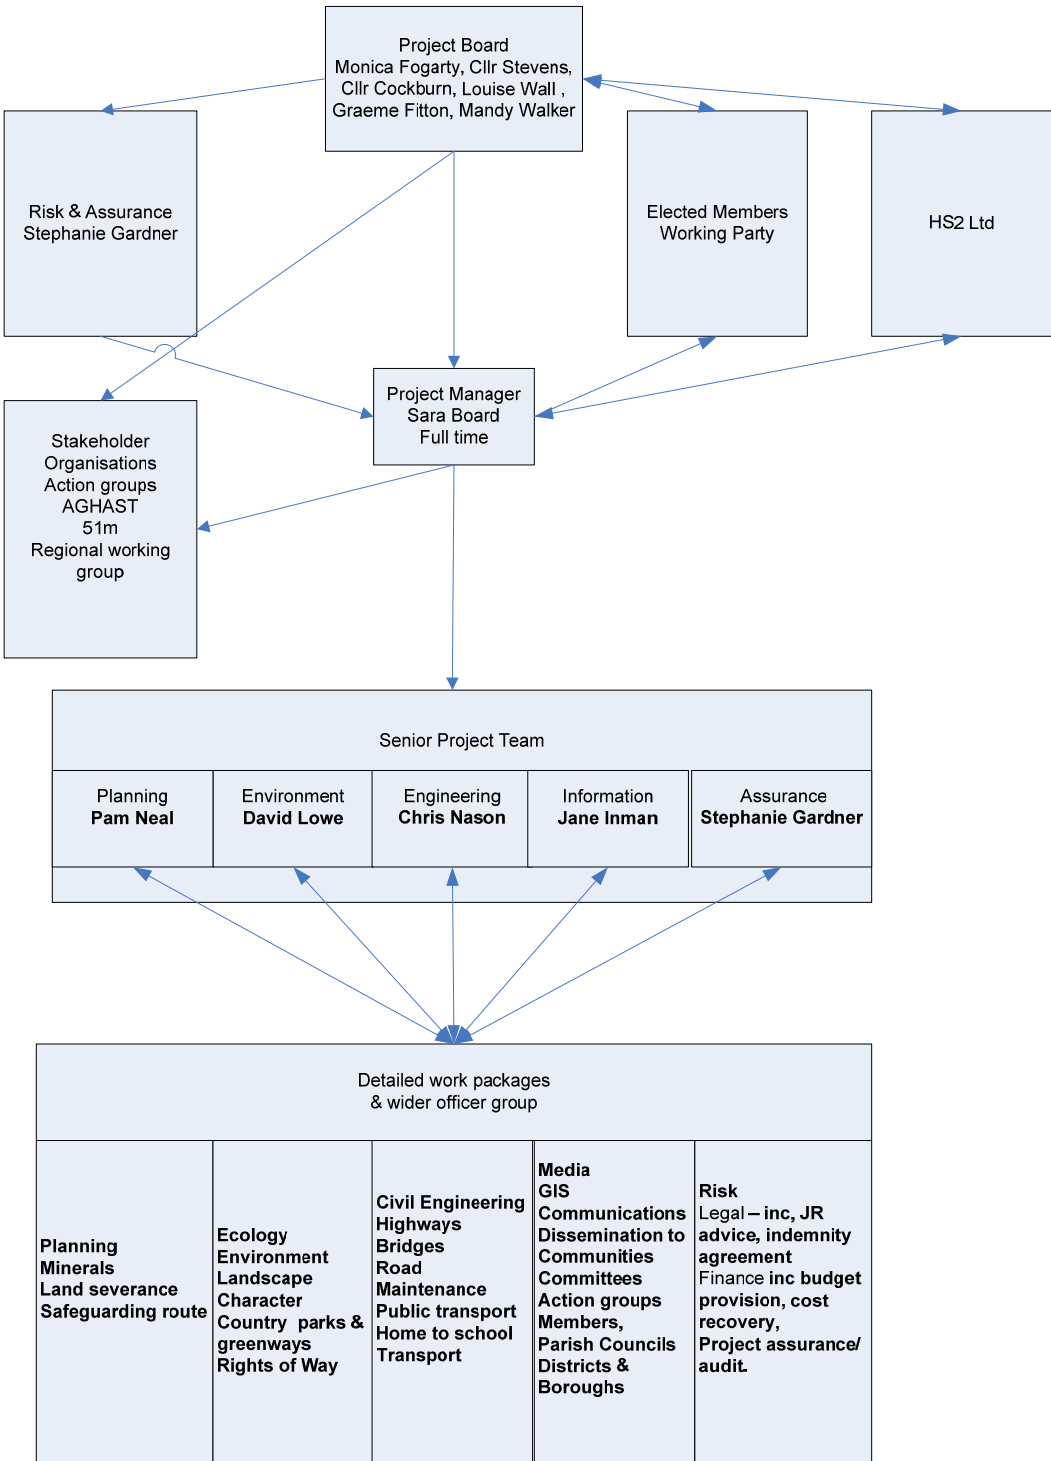 Project Board
Monica Fogarty, Cllr Stevens,
Cllr Cockburn, Louise Wall ,
Graeme Fitton, Mandy Walker
Risk & Assurance
Stephanie Gardner
Elected Members
Working Party
HS2 Ltd
Project Manager
Sara Board
Full time
Stakeholder
Organisations
Action groups
AGHAST
51m
Regional working
group
Senior Project Team
Planning
Pam Neal
Environment
David Lowe
Engineering
Chris Nason
Information
Jane Inman
Assurance
Stephanie Gardner
Detailed work packages
& wider officer group
Planning
Minerals
Land severance
Safeguarding route
Ecology
Environment
Landscape
Character
Country parks &
greenways
Rights of Way
Civil Engineering
Highways
Bridges
Road
Maintenance
Public transport
Home to school
Transport
Media
GIS
Communications
Dissemination to
Communities
Committees
Action groups
Members,
Parish Councils
Districts &
Boroughs
Risk
Legal – inc, JR
advice, indemnity
agreement
Finance inc budget
provision, cost
recovery,
Project assurance/
audit.